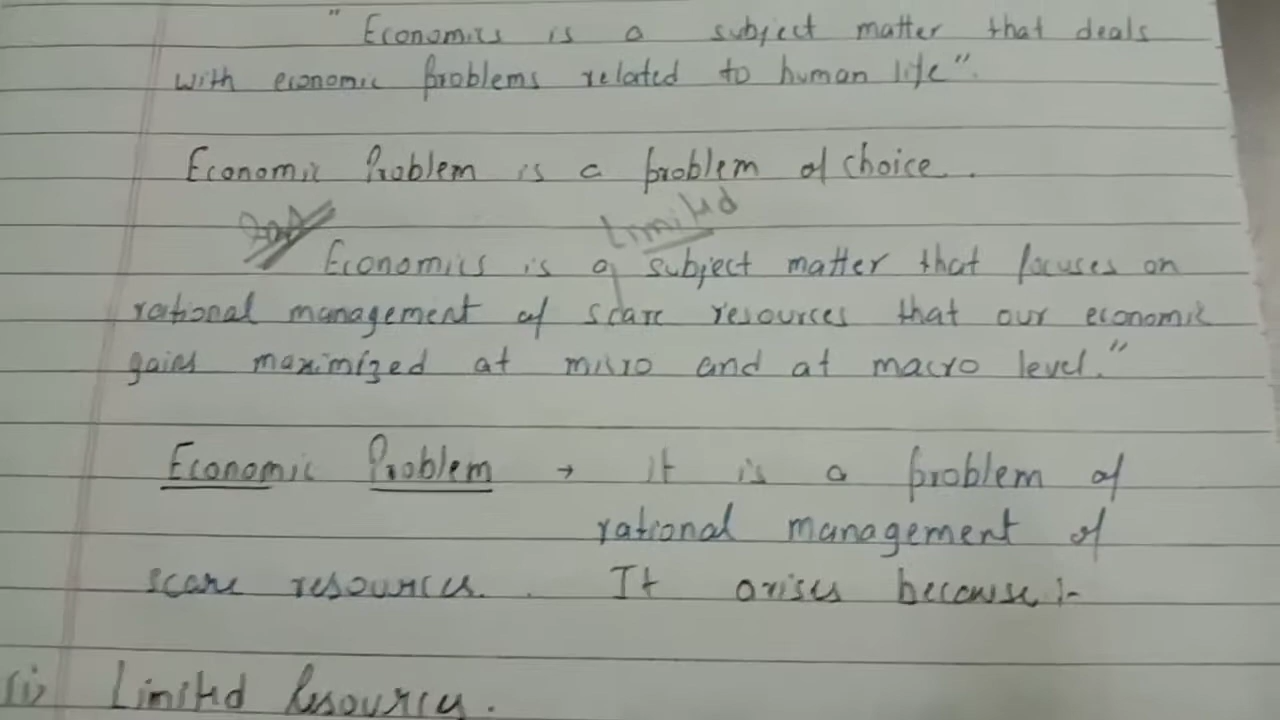 " Economics is a subject matter that deals
with economic problems related to human life".
Economic Problem is a problem of choice.
Limited
Economics is a subject matter that focuses on
rational management of scarc resources that our economic
gains maximized at micro and at macro level."
Economic Problem → it is a problem of
rational management of
scarc resources. It arises because :-
(i) Limited Resources.